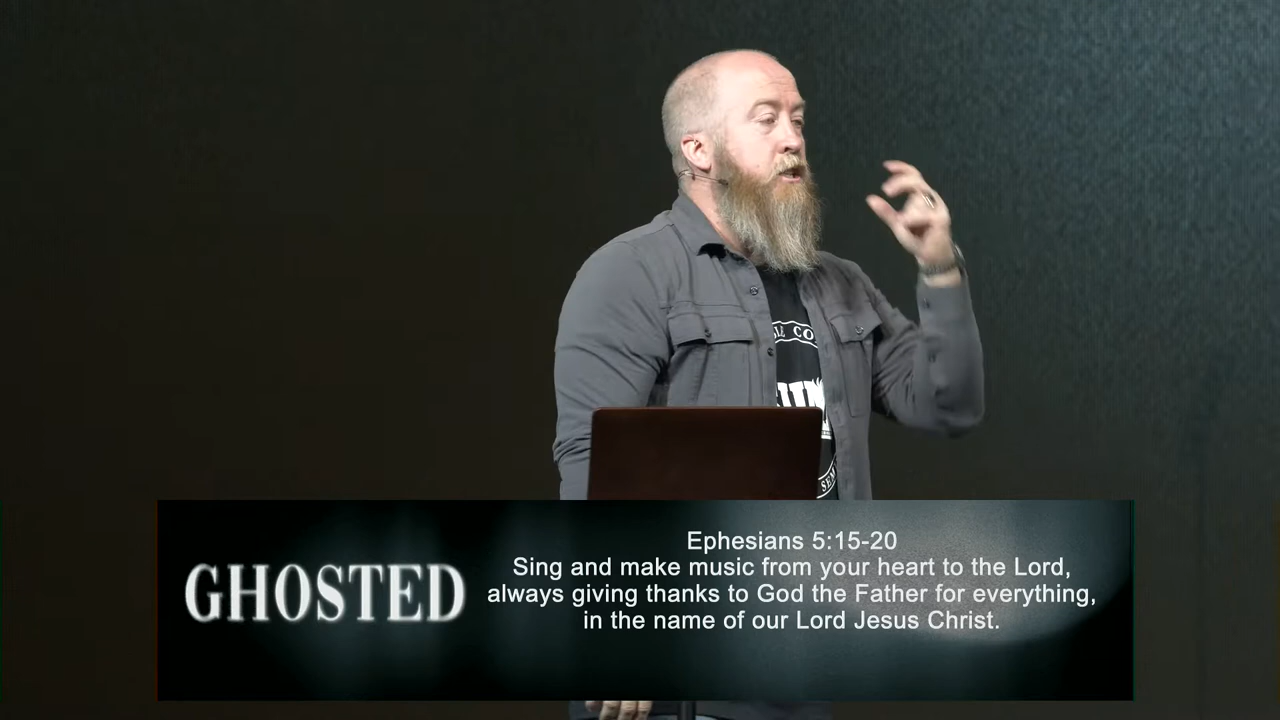 GHOSTED
Ephesians 5:15-20
Sing and make music from your heart to the Lord,
always giving thanks to God the Father for everything,
in the name of our Lord Jesus Christ.